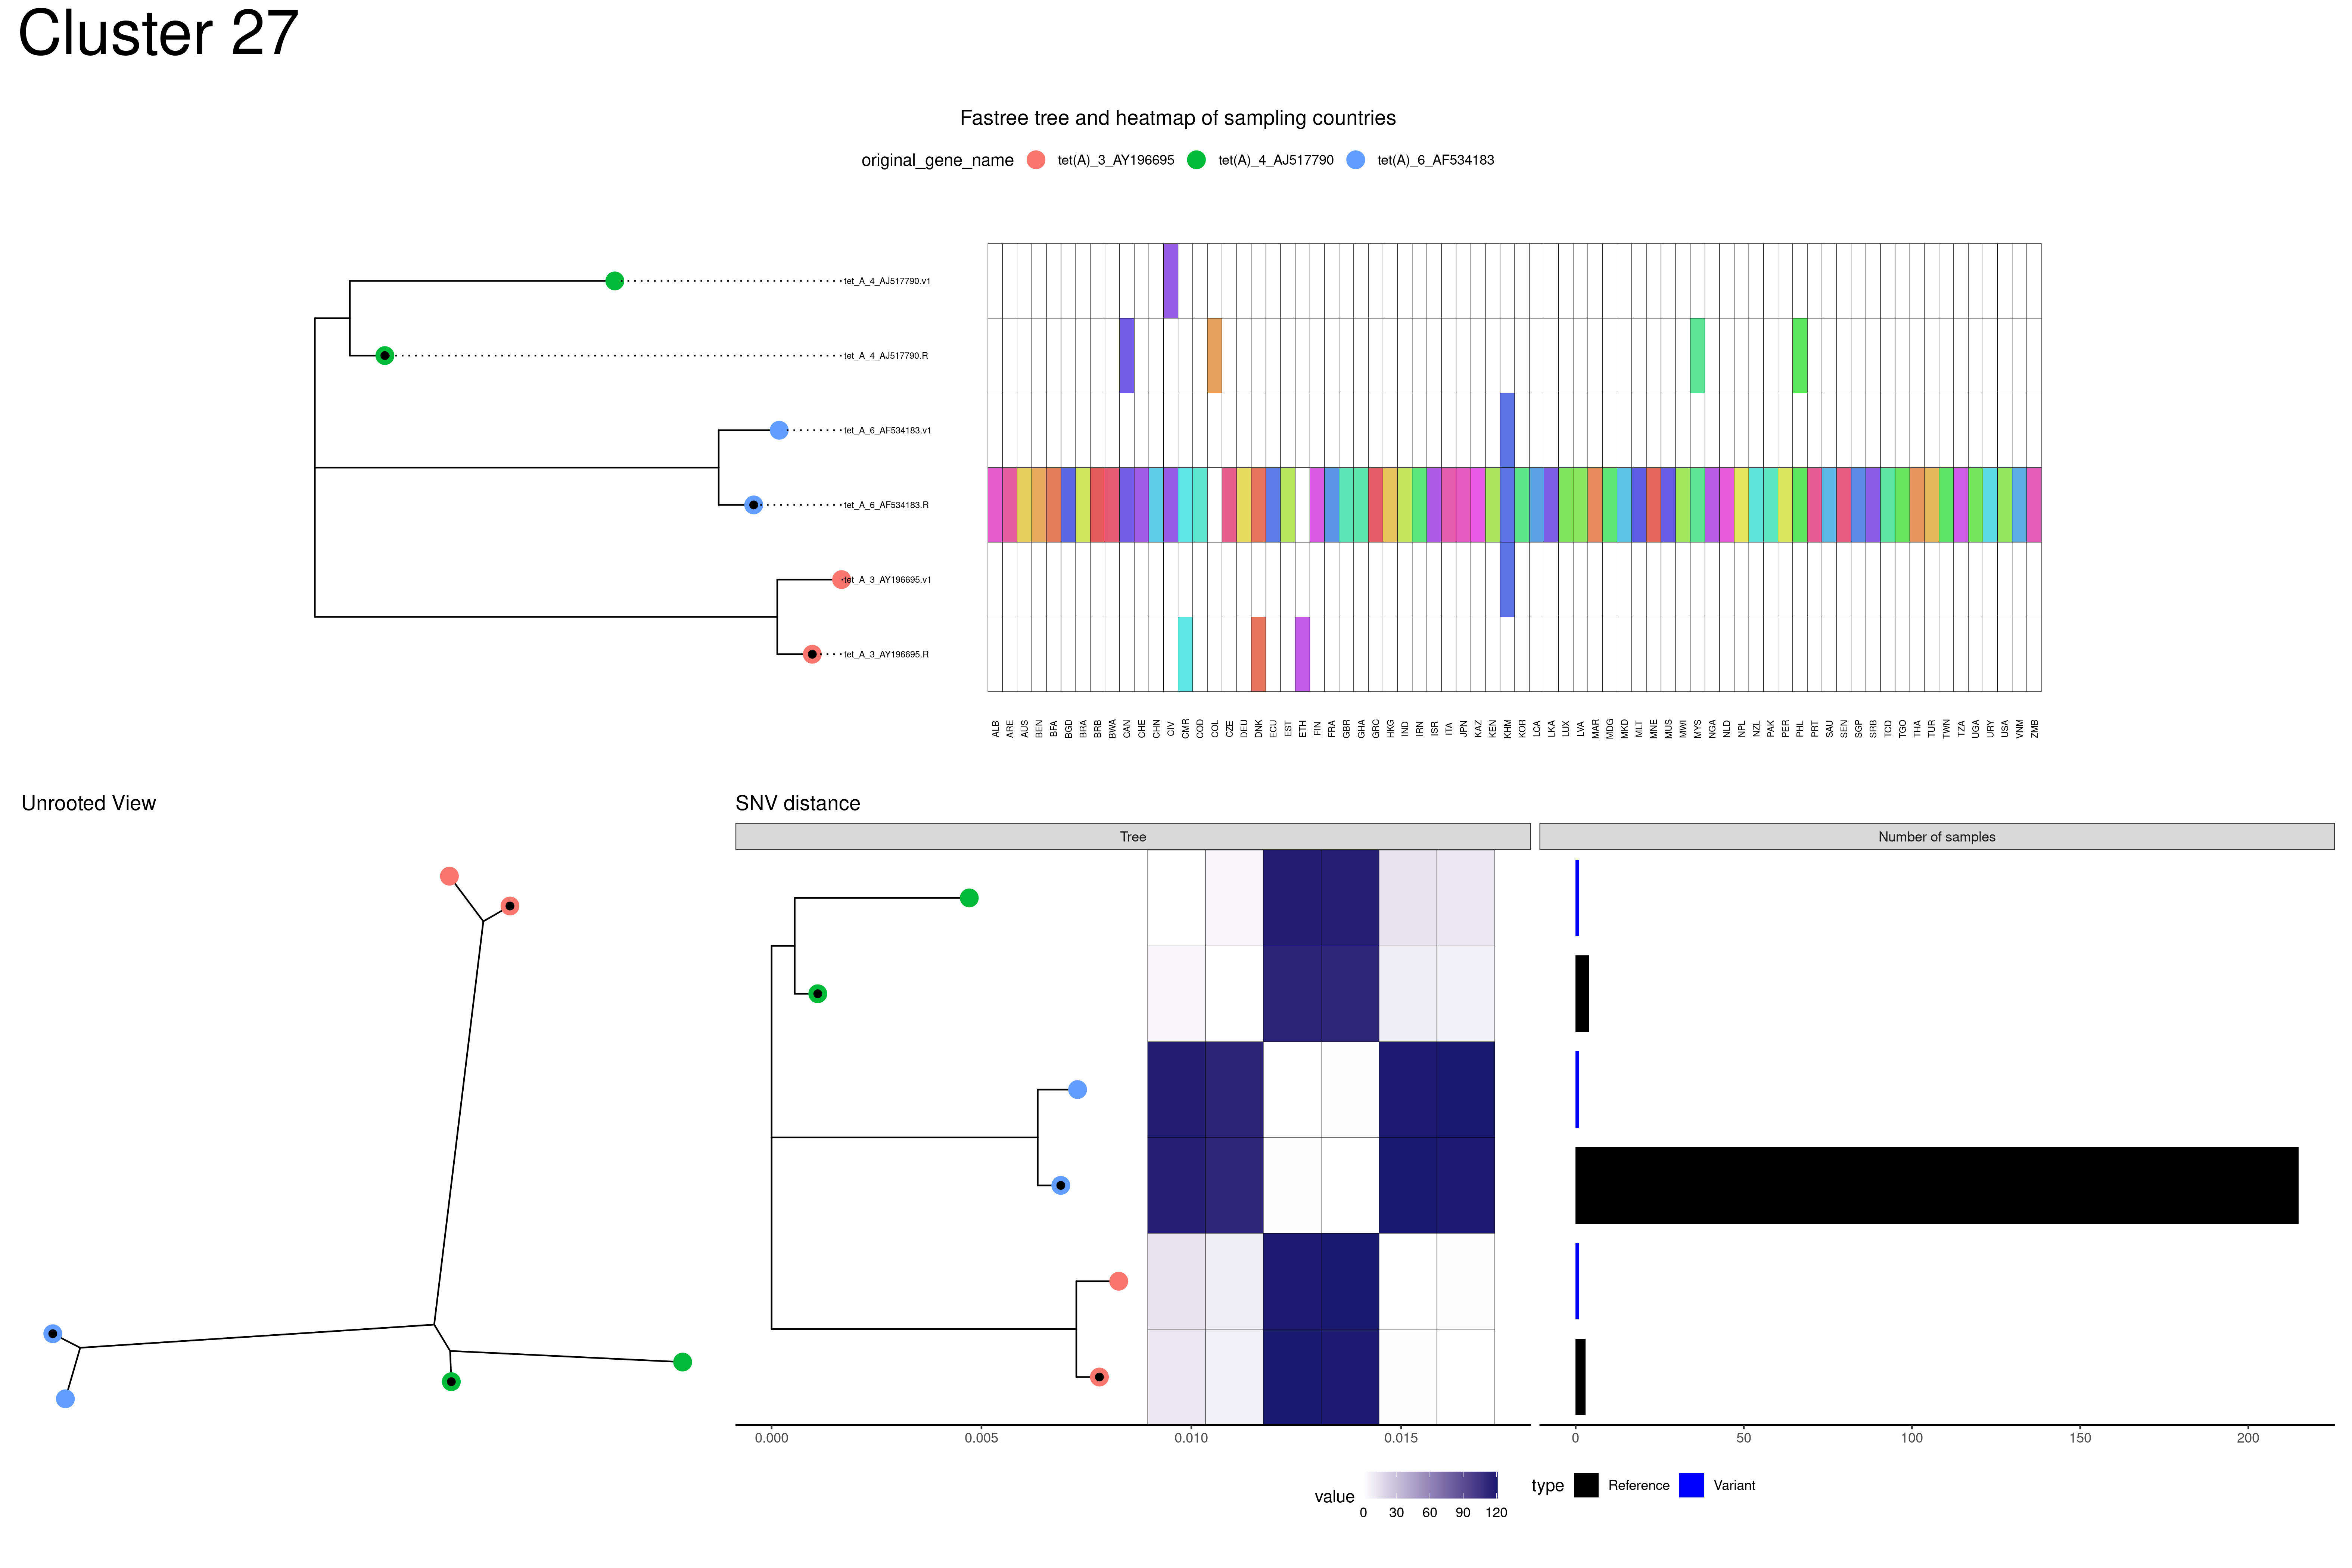 Cluster 27
Fastree tree and heatmap of sampling countries
original_gene_name tet(A)_3_AY196695 tet(A)_4_AJ517790 tet(A)_6_AF534183
tet_A_4_AJ517790.v1
tet_A_4_AJ517790.R
tet_A_6_AF534183.v1
tet_A_6_AF534183.R
tet_A_3_AY196695.v1
tet_A_3_AY196695.R
ALB ARE AUS BEN BFA BGD BRA BRB BWA CAN CHE CHN CIV CMR COD COL CZE DEU DNK ECU EST ETH FIN FRA GBR GHA GRC HKG IND IRN ISR ITA JPN KAZ KEN KHM KOR LCA LKA LUX LVA MAR MDG MKD MLT MNE MUS MWI MYS NGA NLD NPL NZL PAK PER PHL PRT SAU SEN SGP SRB TCD TGO THA TUR TWN TZA UGA URY USA VNM ZMB
Unrooted View
SNV distance
Tree
Number of samples
0.000 0.005 0.010 0.015
0 50 100 150 200
value
0 30 60 90 120
type Reference Variant